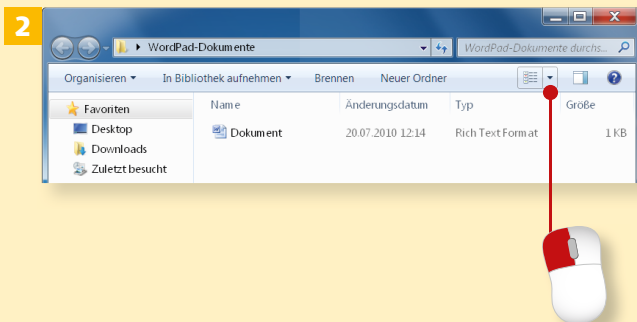 2
WordPad-Dokumente
WordPad-Dokumente durchs...
Organisieren In Bibliothek aufnehmen Brennen Neuer Ordner
Favoriten Name Änderungsdatum Typ Größe
Desktop Dokument 20.07.2010 12:14 Rich Text Format 1 KB
Downloads
Zuletzt besucht